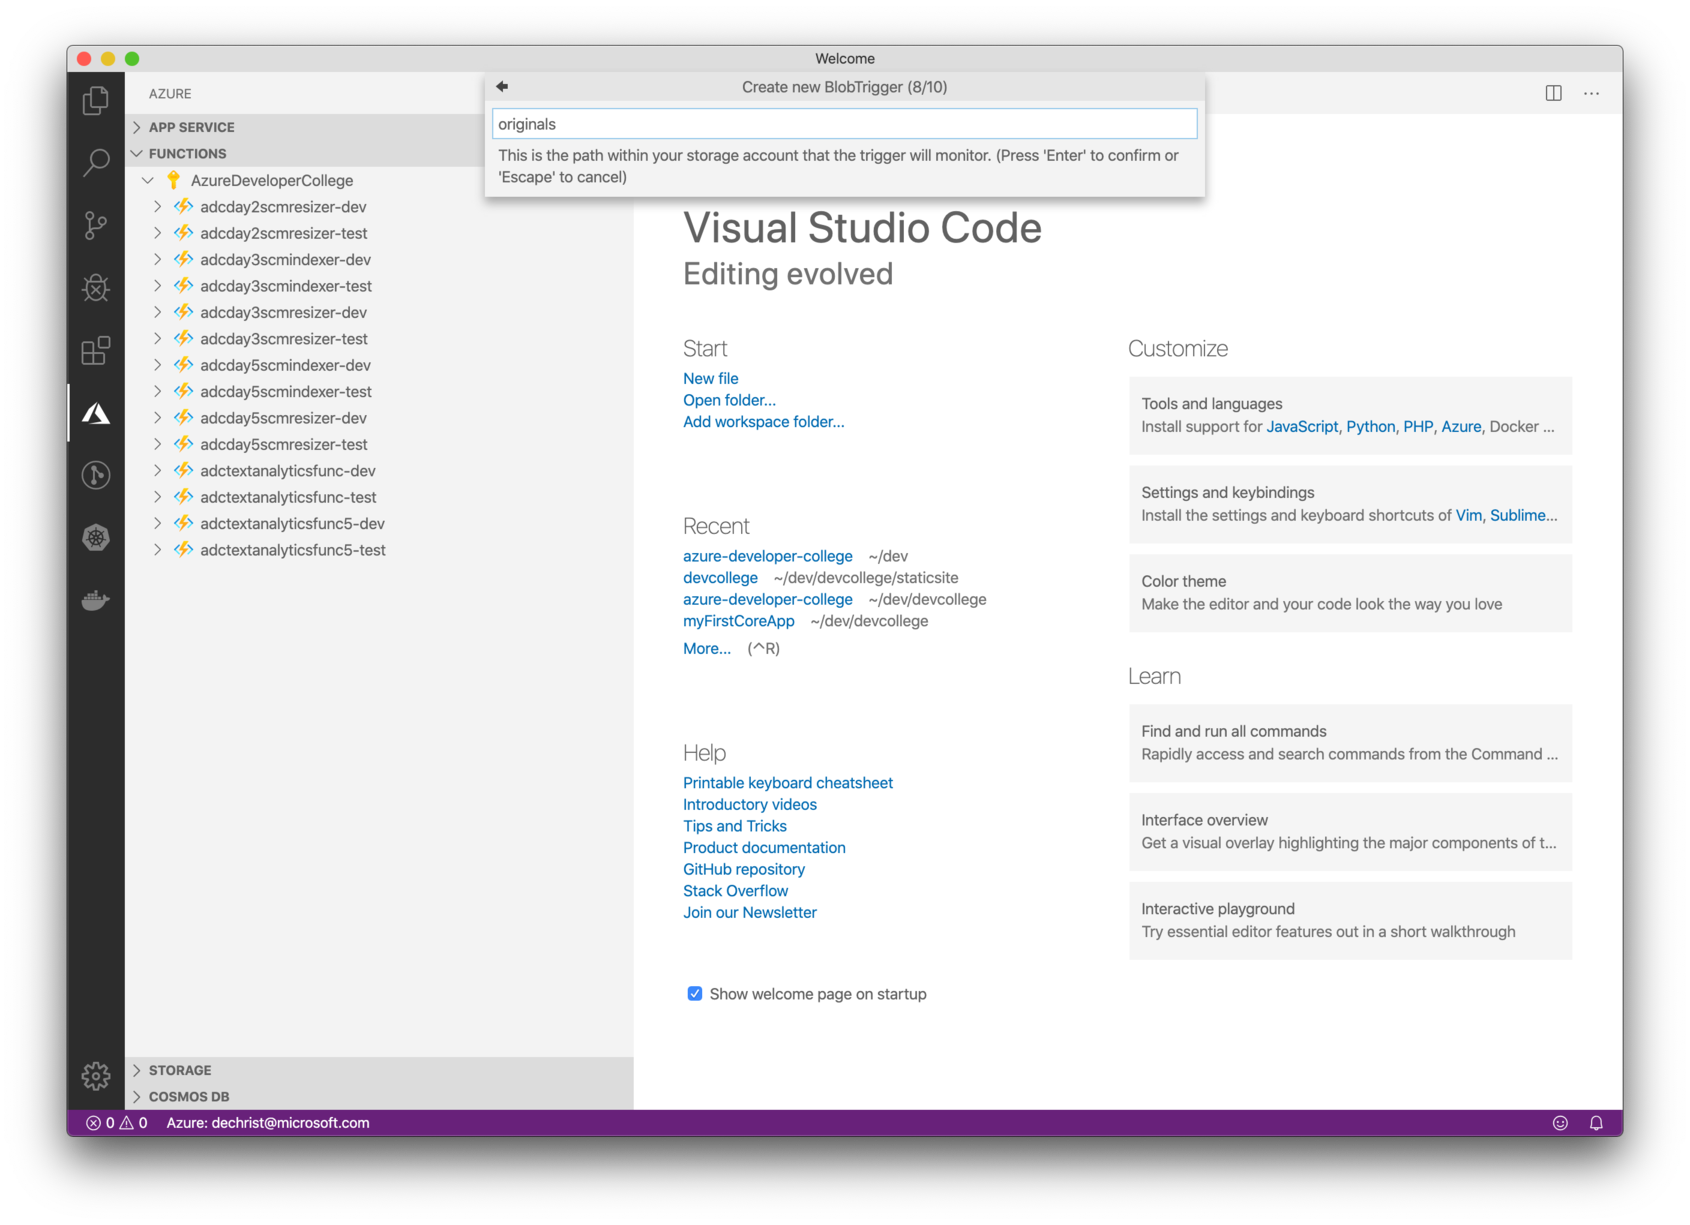 Welcome
AZURE
Create new BlobTrigger (8/10)
originals
This is the path within your storage account that the trigger will monitor. (Press 'Enter' to confirm or
'Escape' to cancel)
APP SERVICE
FUNCTIONS
AzureDeveloperCollege
adcday2scmresizer-dev
adcday2scmresizer-test
adcday3scmindexer-dev
adcday3scmindexer-test
adcday3scmresizer-dev
adcday3scmresizer-test
adcday5scmindexer-dev
adcday5scmindexer-test
adcday5scmresizer-dev
adcday5scmresizer-test
adctextanalyticsfunc-dev
adctextanalyticsfunc-test
adctextanalyticsfunc5-dev
adctextanalyticsfunc5-test
STORAGE
COSMOS DB
Visual Studio Code
Editing evolved
Start
New file
Open folder...
Add workspace folder...
Recent
azure-developer-college ~/dev
devcollege ~/dev/devcollege/staticsite
azure-developer-college ~/dev/devcollege
myFirstCoreApp ~/dev/devcollege
More... (^R)
Help
Printable keyboard cheatsheet
Introductory videos
Tips and Tricks
Product documentation
GitHub repository
Stack Overflow
Join our Newsletter
Show welcome page on startup
Customize
Tools and languages
Install support for JavaScript, Python, PHP, Azure, Docker ...
Settings and keybindings
Install the settings and keyboard shortcuts of Vim, Sublime...
Color theme
Make the editor and your code look the way you love
Learn
Find and run all commands
Rapidly access and search commands from the Command ...
Interface overview
Get a visual overlay highlighting the major components of t...
Interactive playground
Try essential editor features out in a short walkthrough
0 0 Azure: dechrist@microsoft.com